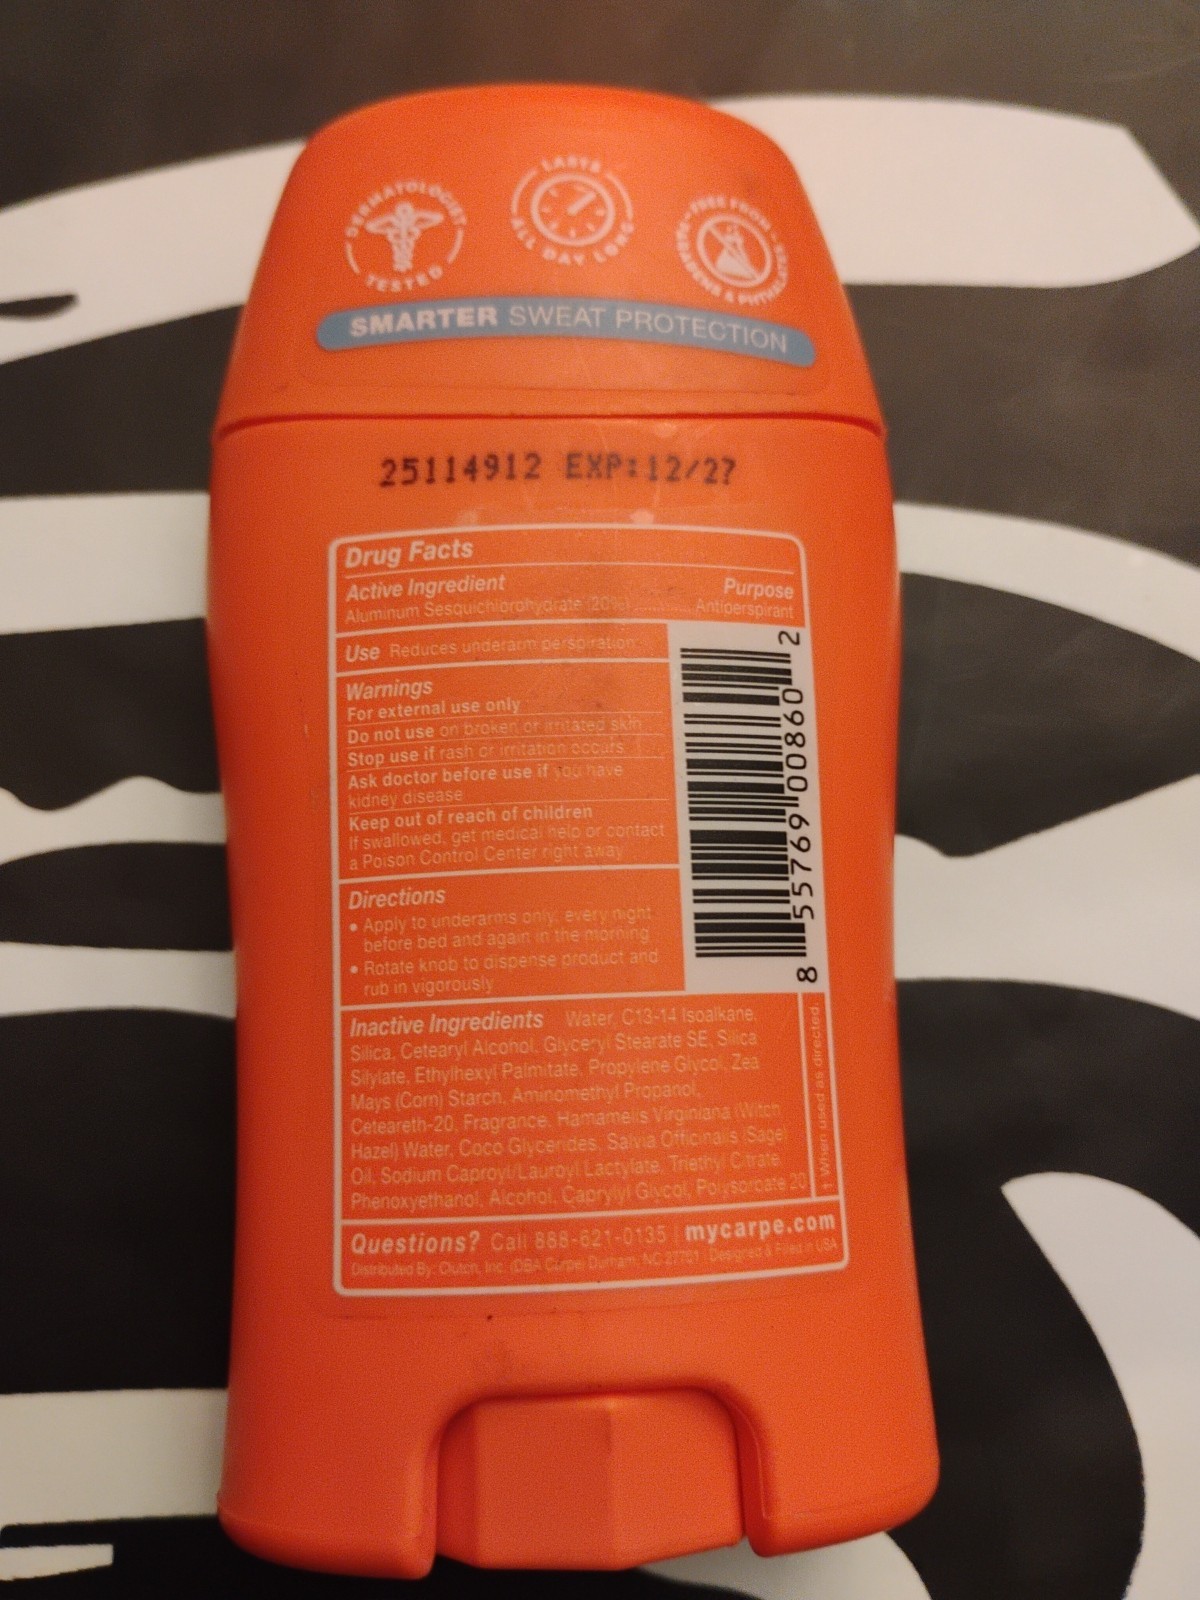 DERMATOLOGIST TESTED
LASTS ALL DAY LONG
FREE FROM PARABENS & PHTHALATES
SMARTER SWEAT PROTECTION
25114912 EXP:12/27
Drug Facts
Active Ingredient Purpose
Aluminum Sesquichlorohydrate (20%) Antiperspirant
Use Reduces underarm perspiration
Warnings
For external use only
Do not use on broken or irritated skin
Stop use if rash or irritation occurs
Ask doctor before use if you have
kidney disease
Keep out of reach of children
If swallowed, get medical help or contact
a Poison Control Center right away
Directions
• Apply to underarms only, every night
before bed and again in the morning
• Rotate knob to dispense product and
rub in vigorously
8 55769 00860 2
Inactive Ingredients Water, C13-14 Isoalkane,
Silica, Cetearyl Alcohol, Glyceryl Stearate SE, Silica
Silylate, Ethylhexyl Palmitate, Propylene Glycol, Zea
Mays (Corn) Starch, Aminomethyl Propanol,
Ceteareth-20, Fragrance, Hamamelis Virginiana (Witch
Hazel) Water, Coco Glycerides, Salvia Officinalis (Sage)
Oil, Sodium Caproyl/Lauroyl Lactylate, Triethyl Citrate,
Phenoxyethanol, Alcohol, Caprylyl Glycol, Polysorbate 20
† When used as directed.
Questions? Call 888-621-0135 | mycarpe.com
Distributed By: Clutch, Inc. (DBA Carpe) Durham, NC 27701 | Designed & Filled in USA